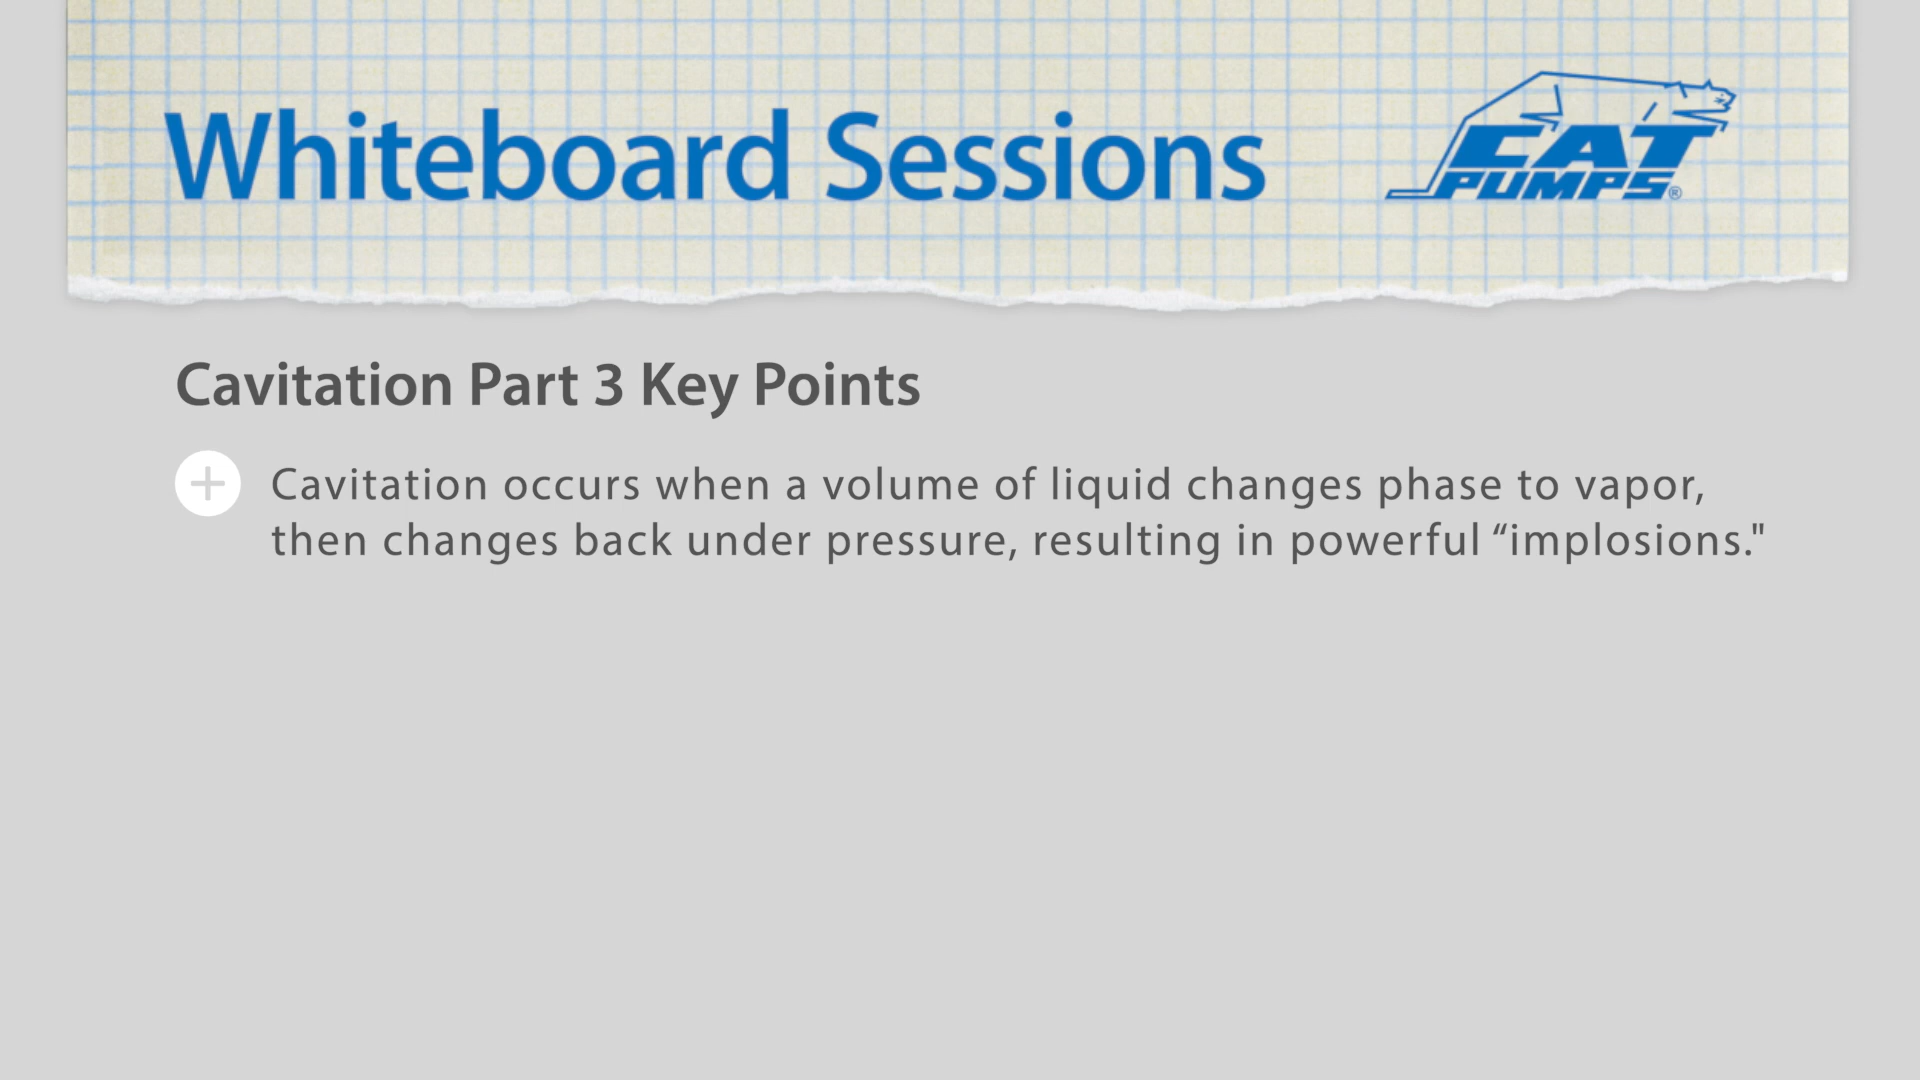 Whiteboard Sessions
CAT
PUMPS®
Cavitation Part 3 Key Points
Cavitation occurs when a volume of liquid changes phase to vapor,
then changes back under pressure, resulting in powerful “implosions."